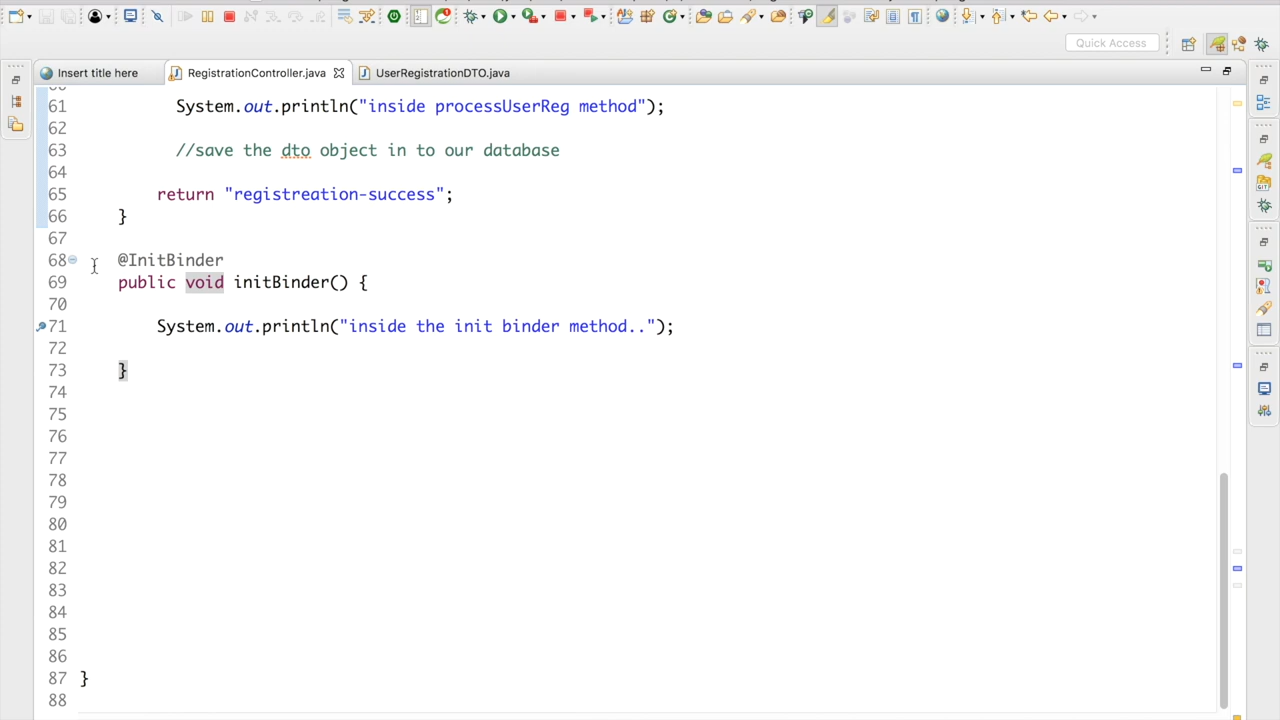 Quick Access
Insert title here
RegistrationController.java
UserRegistrationDTO.java
61 System.out.println("inside processUserReg method");
62
63 //save the dto object in to our database
64
65 return "registreation-success";
66 }
67
68 @InitBinder
69 public void initBinder() {
70
71 System.out.println("inside the init binder method..");
72
73 }
74
75
76
77
78
79
80
81
82
83
84
85
86
87 }
88